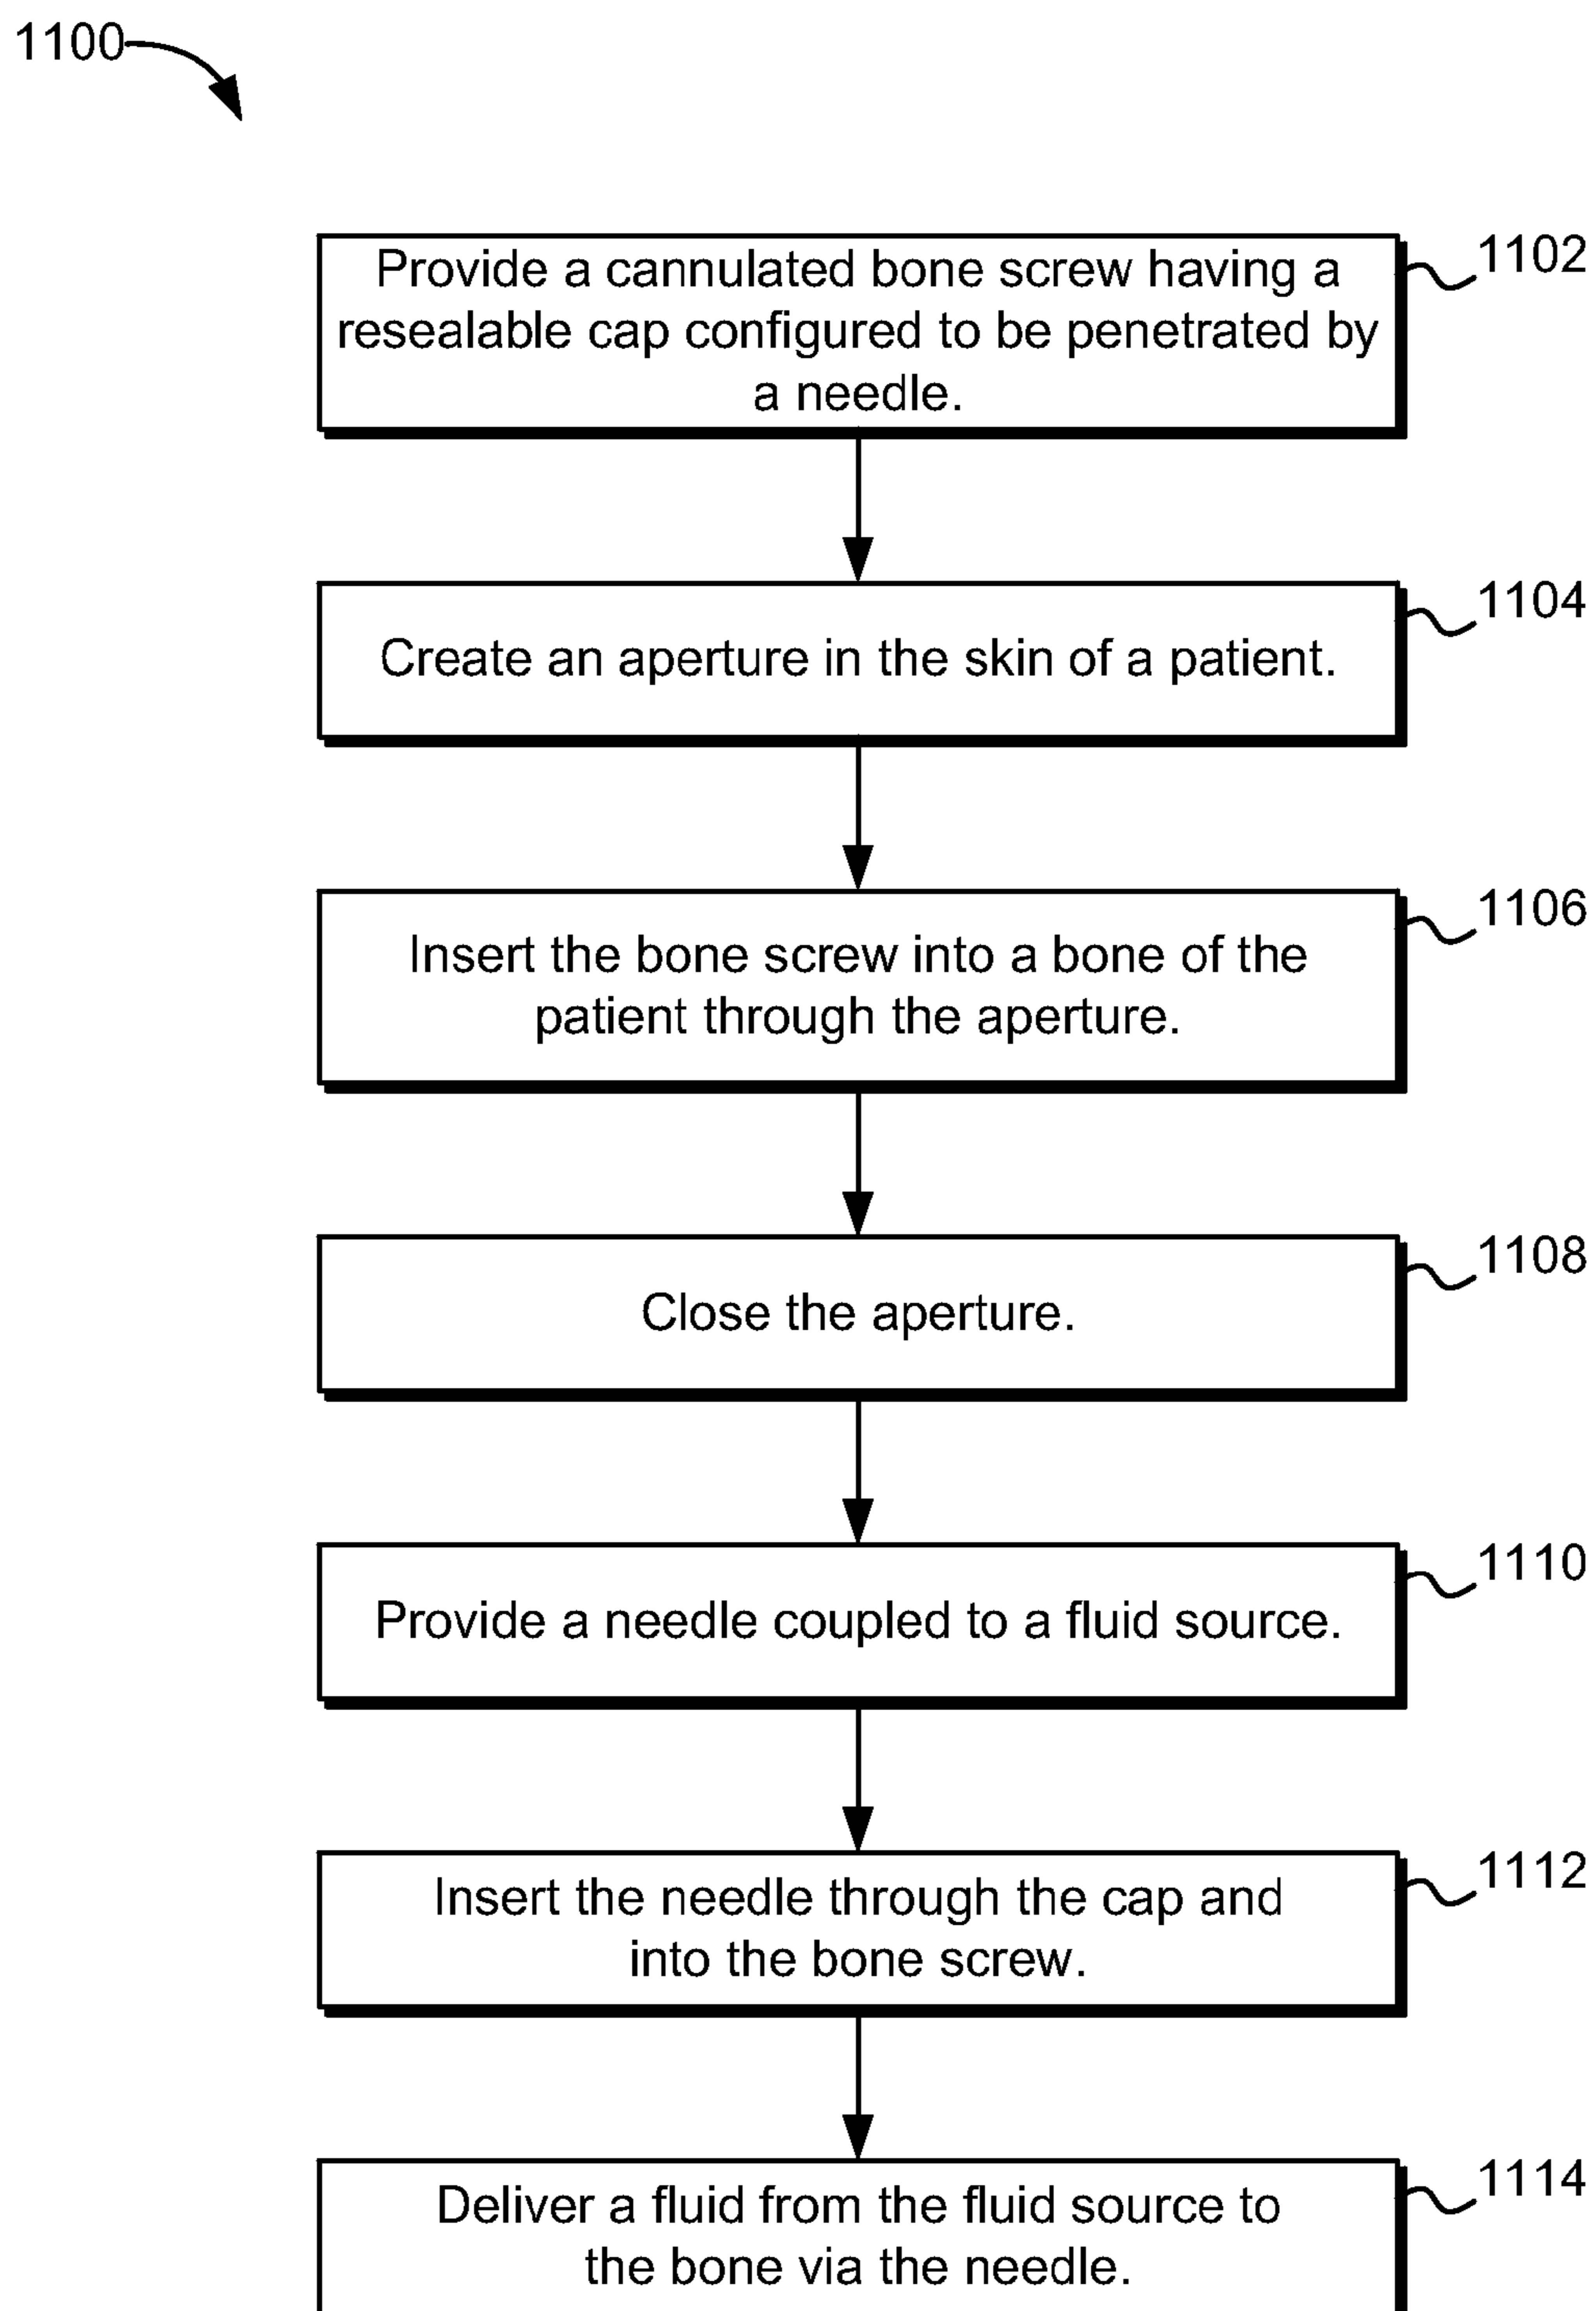 1100
Provide a cannulated bone screw having a
resealable cap configured to be penetrated by
a needle.
1102
Create an aperture in the skin of a patient.
1104
Insert the bone screw into a bone of the
patient through the aperture.
1106
Close the aperture.
1108
Provide a needle coupled to a fluid source.
1110
Insert the needle through the cap and
into the bone screw.
1112
Deliver a fluid from the fluid source to
the bone via the needle.
1114